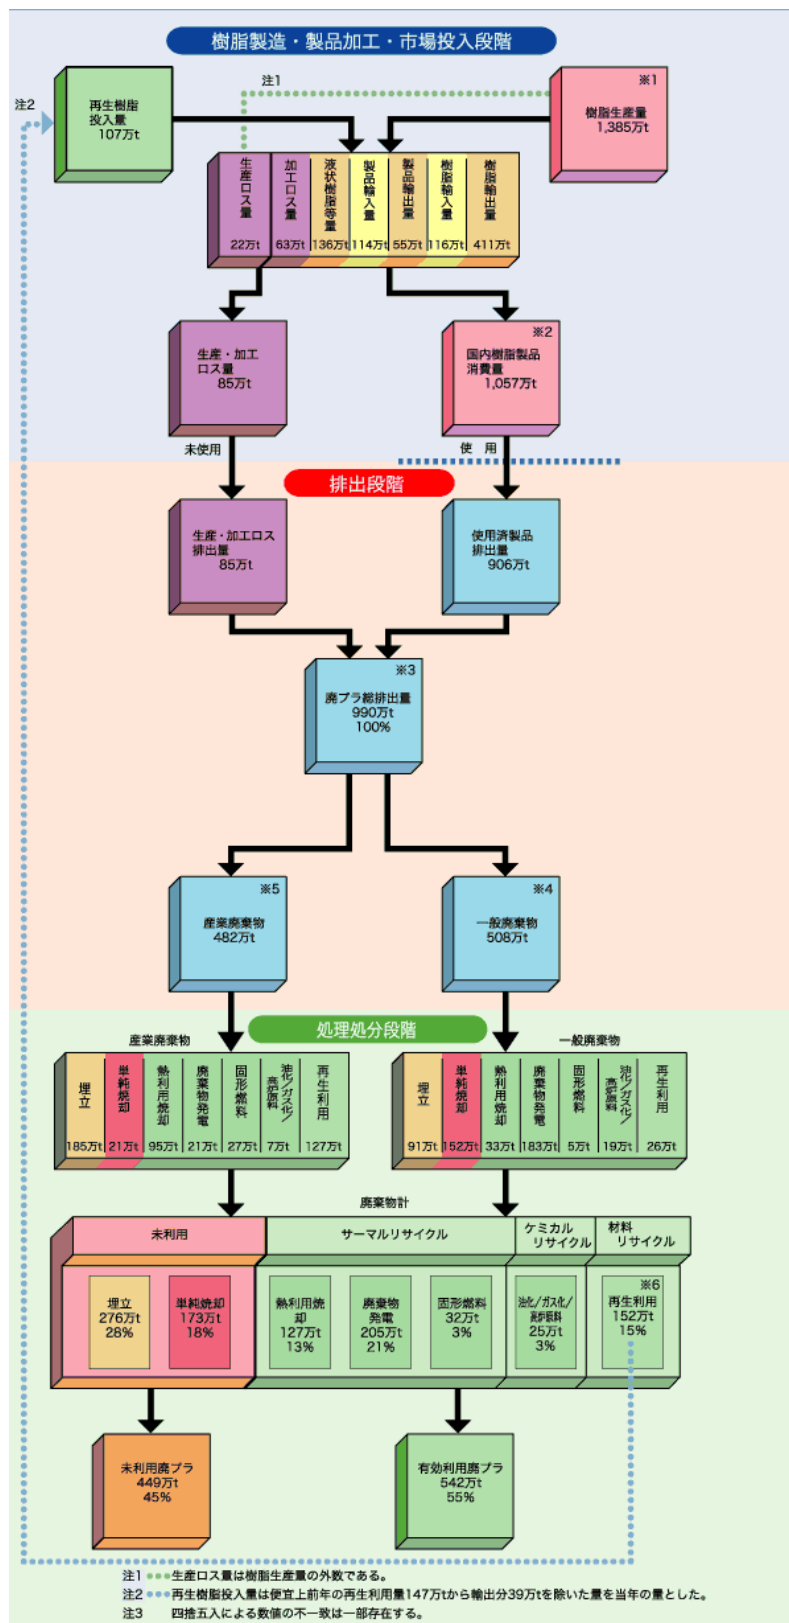 樹脂製造・製品加工・市場投入段階
注1
注2
再生樹脂
投入量
107万t
※1
樹脂生産量
1,385万t
生産ロス量
22万t
加工ロス量
63万t
液状樹脂等量
136万t
製品輸入量
114万t
製品輸出量
55万t
樹脂輸入量
116万t
樹脂輸出量
411万t
生産・加工
ロス量
85万t
※2
国内樹脂製品
消費量
1,057万t
未使用
使 用
排出段階
生産・加工ロス
排出量
85万t
使用済製品
排出量
906万t
※3
廃プラ総排出量
990万t
100%
※5
産業廃棄物
482万t
※4
一般廃棄物
508万t
処理処分段階
産業廃棄物
埋立
185万t
単純焼却
21万t
熱利用焼却
95万t
廃棄物発電
21万t
固形燃料
27万t
油化/ガス化/
高炉原料
7万t
再生利用
127万t
一般廃棄物
埋立
91万t
単純焼却
152万t
熱利用焼却
33万t
廃棄物発電
183万t
固形燃料
5万t
油化/ガス化/
高炉原料
19万t
再生利用
26万t
廃棄物計
未利用
サーマルリサイクル
ケミカル
リサイクル
材料
リサイクル
埋立
276万t
28%
単純焼却
173万t
18%
熱利用焼
却
127万t
13%
廃棄物
発電
205万t
21%
固形燃料
32万t
3%
油化/ガス化/
高炉原料
25万t
3%
※6
再生利用
152万t
15%
未利用廃プラ
449万t
45%
有効利用廃プラ
542万t
55%
注1 生産ロス量は樹脂生産量の外数である。
注2 再生樹脂投入量は便宜上前年の再生利用量147万tから輸出分39万tを除いた量を当年の量とした。
注3 四捨五入による数値の不一致は一部存在する。